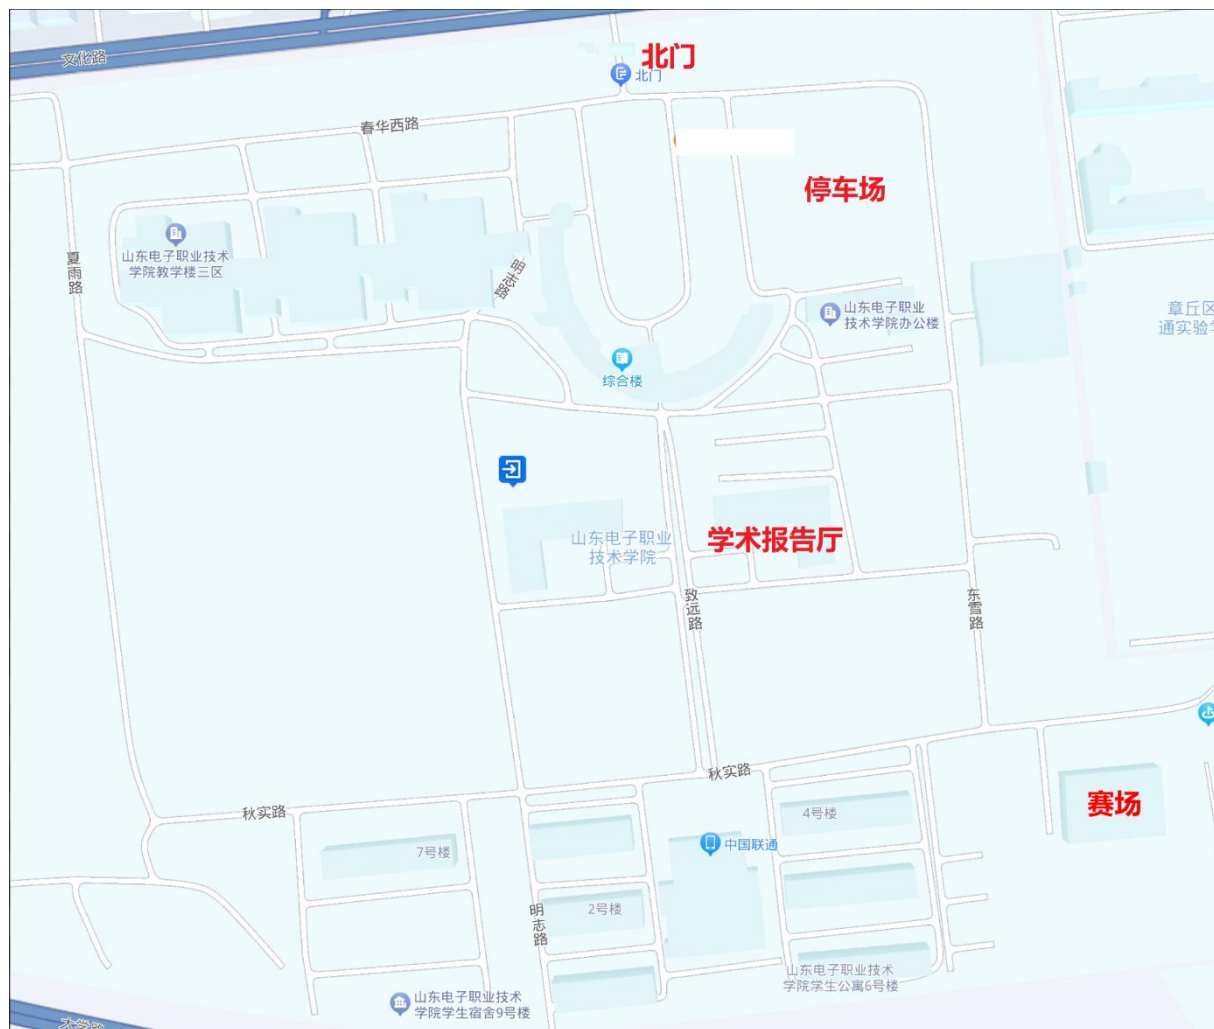 文化路
北门
北门
春华西路
停车场
夏雨路
山东电子职业技术
学院教学楼三区
明志路
山东电子职业
技术学院办公楼
章丘区
通实验学
综合楼
山东电子职业
技术学院
学术报告厅
致远路
东雪路
秋实路
秋实路
赛场
4号楼
7号楼
中国联通
2号楼
明志路
山东电子职业技术
学院学生公寓6号楼
山东电子职业技术
学院学生宿舍9号楼
大学路